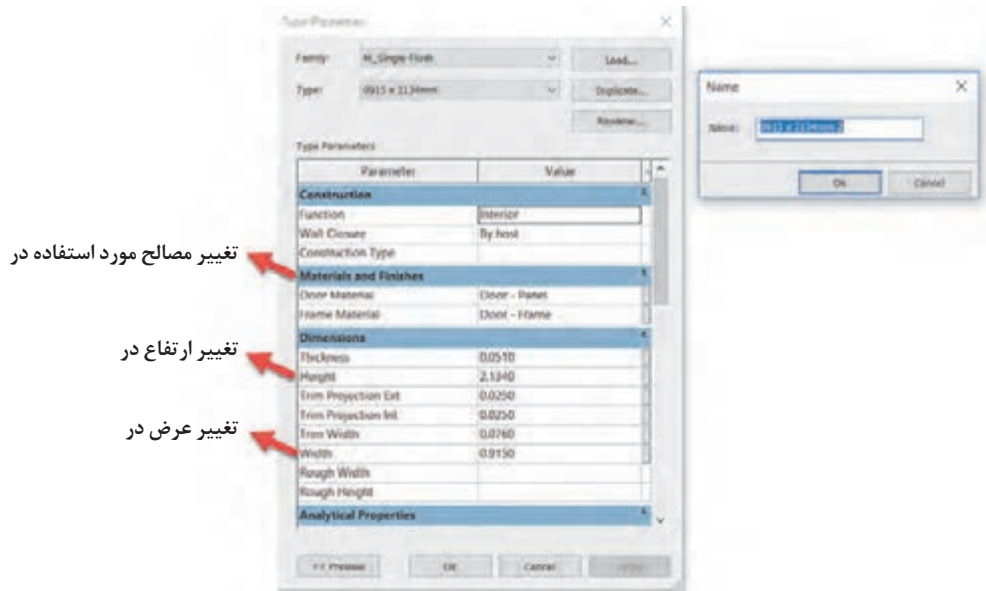 Type Properties
Family: M_Single-Flush Load...
Type: 0915 x 2134mm Duplicate...
Rename...
Type Parameters
Parameter Value
Construction
Function Interior
Wall Closure By host
Construction Type
Materials and Finishes
Door Material Door - Panel
Frame Material Door - Frame
Dimensions
Thickness 0.0510
Height 2.1340
Trim Projection Ext 0.0250
Trim Projection Int 0.0250
Trim Width 0.0760
Width 0.9150
Rough Width
Rough Height
Analytical Properties
<< Preview OK Cancel Apply
Name
Name: 0915 x 2134mm 2
Ok Cancel
تغییر مصالح مورد استفاده در
تغییر ارتفاع در
تغییر عرض در